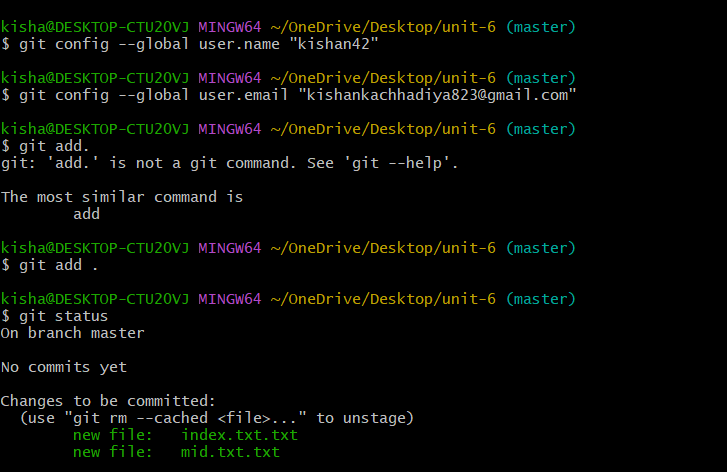 kisha@DESKTOP-CTU2OVJ MINGW64 ~/OneDrive/Desktop/unit-6 (master)
$ git config --global user.name "kishan42"
kisha@DESKTOP-CTU2OVJ MINGW64 ~/OneDrive/Desktop/unit-6 (master)
$ git config --global user.email "kishankachhadiya823@gmail.com"
kisha@DESKTOP-CTU2OVJ MINGW64 ~/OneDrive/Desktop/unit-6 (master)
$ git add.
git: 'add.' is not a git command. See 'git --help'.
The most similar command is
add
kisha@DESKTOP-CTU2OVJ MINGW64 ~/OneDrive/Desktop/unit-6 (master)
$ git add .
kisha@DESKTOP-CTU2OVJ MINGW64 ~/OneDrive/Desktop/unit-6 (master)
$ git status
On branch master
No commits yet
Changes to be committed:
(use "git rm --cached <file>..." to unstage)
new file:   index.txt.txt
new file:   mid.txt.txt